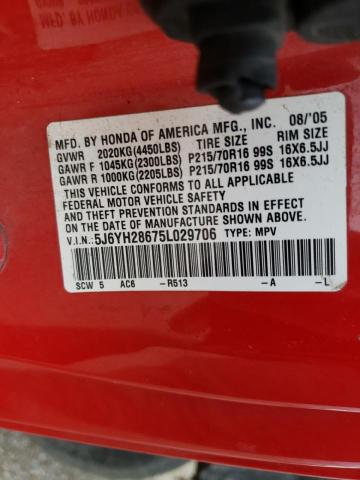 MFD. BY HONDA OF AMERICA MFG., INC. 08/'05
GVWR 2020KG(4450LBS) TIRE SIZE RIM SIZE
GAWR F 1045KG(2300LBS) P215/70R16 99S 16X6.5JJ
GAWR R 1000KG(2205LBS) P215/70R16 99S 16X6.5JJ
THIS VEHICLE CONFORMS TO ALL APPLICABLE
FEDERAL MOTOR VEHICLE SAFETY STANDARDS IN
EFFECT ON THE DATE OF MANUFACTURE SHOWN ABOVE.
V.I.N.: 5J6YH28675L029706 TYPE: MPV
SCW 5 AC6 -R513 -A -L